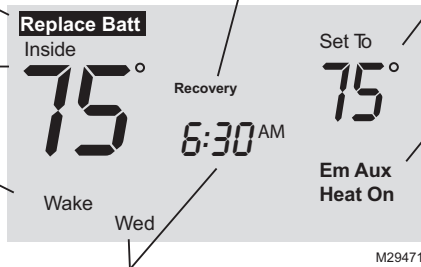 Replace Batt
Inside
75°
Recovery
6:30 AM
Set To
75°
Em Aux
Heat On
Wake
Wed
M29471